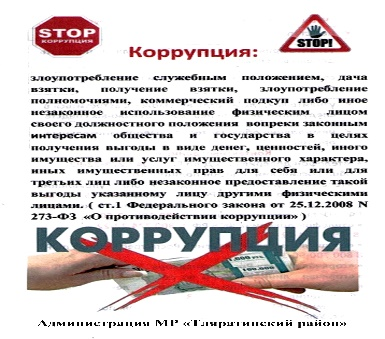 STOP
КОРРУПЦИЯ
STOP!
Коррупция:
злоупотребление служебным положением, дача
взятки, получение взятки, злоупотребление
полномочиями, коммерческий подкуп либо иное
незаконное использование физическим лицом
своего должностного положения вопреки законным
интересам общества и государства в целях
получения выгоды в виде денег, ценностей, иного
имущества или услуг имущественного характера,
иных имущественных прав для себя или для
третьих лиц либо незаконное предоставление такой
выгоды указанному лицу другими физическими
лицами. ( ст.1 Федерального закона от 25.12.2008 N
273-ФЗ «О противодействии коррупции» )
КОРРУПЦИЯ
Администрация МР «Тляратинский район»